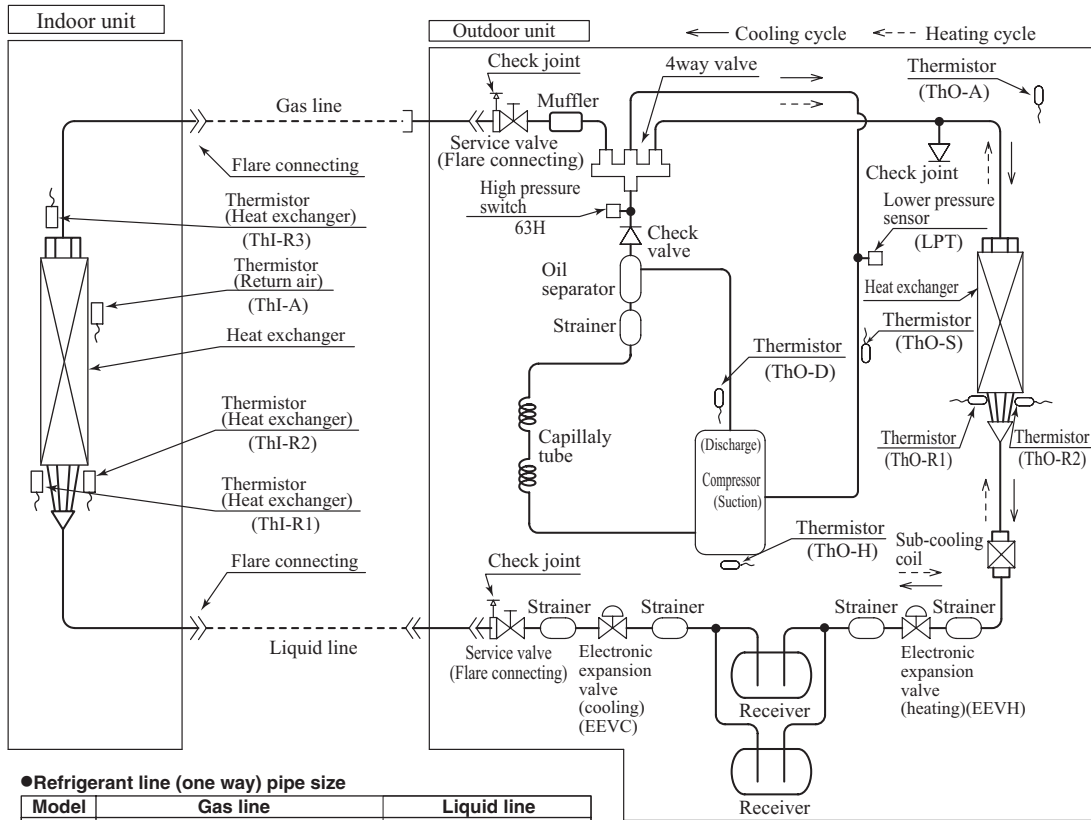 Indoor unit
Outdoor unit
Cooling cycle
Heating cycle
Check joint
4way valve
Thermistor
(ThO-A)
Gas line
Muffler
Service valve
(Flare connecting)
Flare connecting
Check joint
Thermistor
(Heat exchanger)
(ThI-R3)
High pressure
switch
63H
Lower pressure
sensor
(LPT)
Check
valve
Thermistor
(Return air)
(ThI-A)
Oil
separator
Heat exchanger
Heat exchanger
Strainer
Thermistor
(ThO-S)
Thermistor
(ThO-D)
Thermistor
(Heat exchanger)
(ThI-R2)
Capillaly
tube
(Discharge)
Compressor
(Suction)
Thermistor
(ThO-R1)
Thermistor
(ThO-R2)
Thermistor
(Heat exchanger)
(ThI-R1)
Thermistor
(ThO-H)
Sub-cooling
coil
Flare connecting
Check joint
Strainer
Strainer
Strainer
Strainer
Liquid line
Service valve
(Flare connecting)
Electronic
expansion
valve
(cooling)
(EEVC)
Electronic
expansion
valve
(heating)(EEVH)
Receiver
Receiver
●Refrigerant line (one way) pipe size
Model Gas line Liquid line